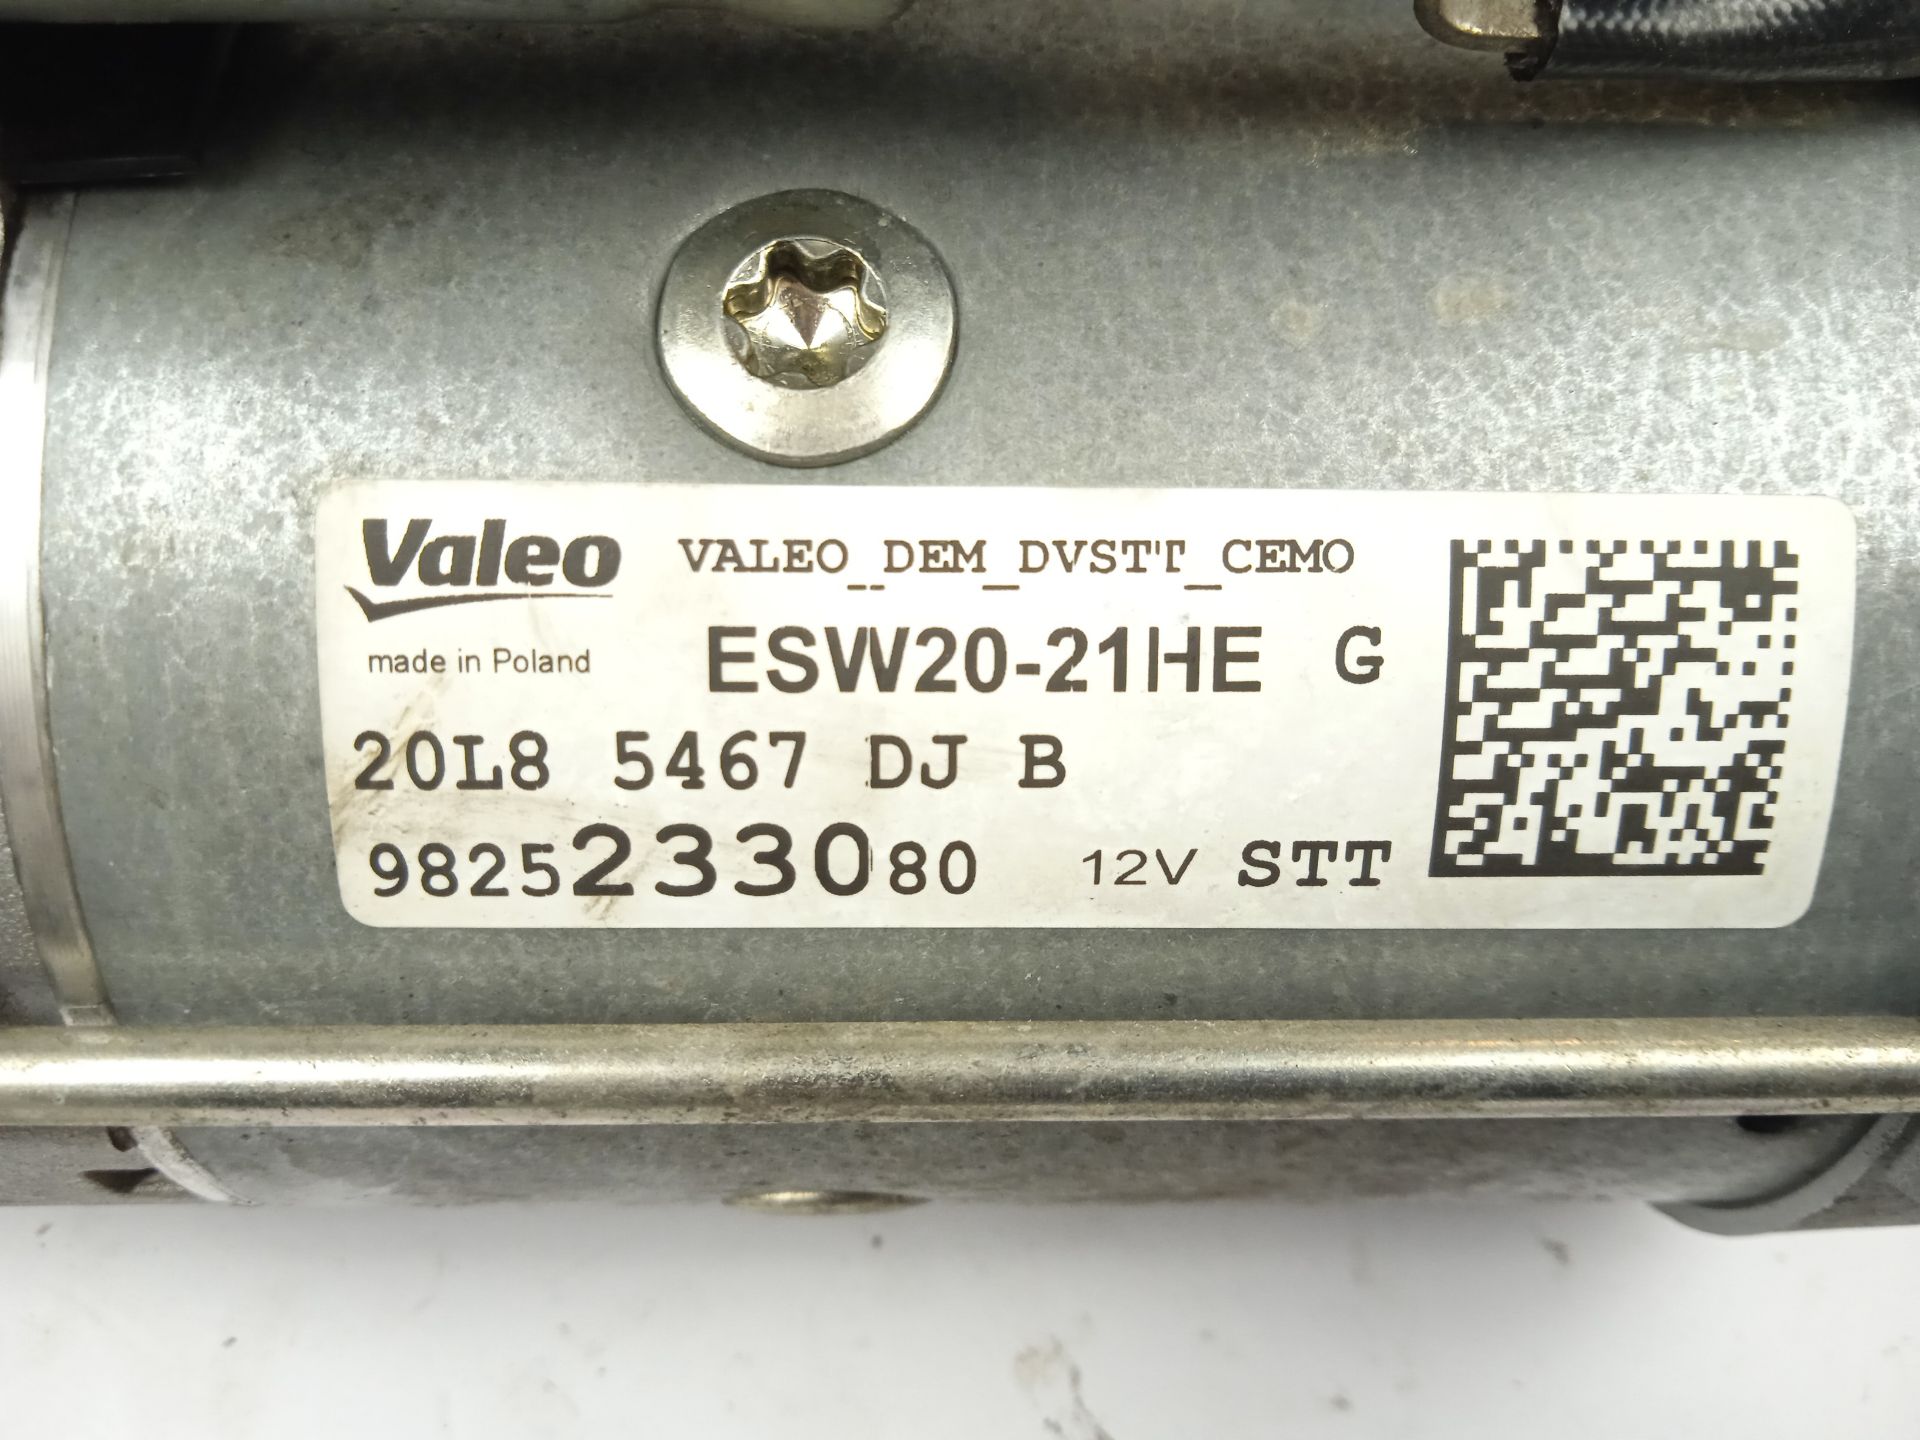 Valeo VALEO_DEM_DVSTT_CEMO
made in Poland ESW20-21HE G
20L8 5467 DJ B
9825233080 12V STT